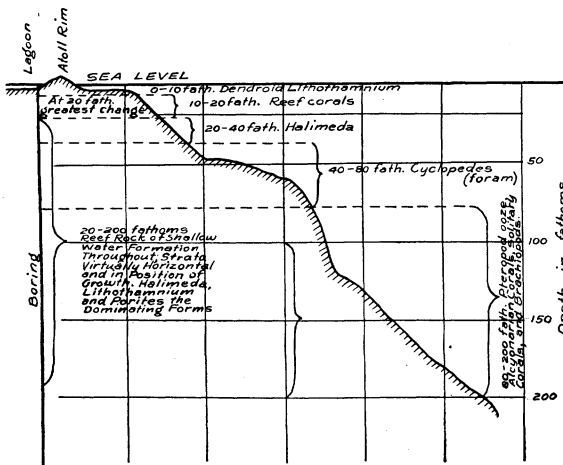 Lagoon
Atoll Rim
SEA LEVEL
0-10 fath. Dendroid Lithothamnium
At 20 fath.
greatest change
10-20 fath. Reef corals
20-40 fath. Halimeda
40-80 fath. Cyclopedes
(foram)
50
100
150
200
20-200 fathoms
Reef Rock of Shallow
Water Formation
Throughout Strata
Virtually Horizontal
and in Position of
Growth. Halimeda,
Lithothamnium
and Porites the
Dominating Forms
Boring
80-200 fath. Pteropod ooze,
Alcyonarian Corals, solitary
Corals, and Brachiopods.
Depth in fathoms